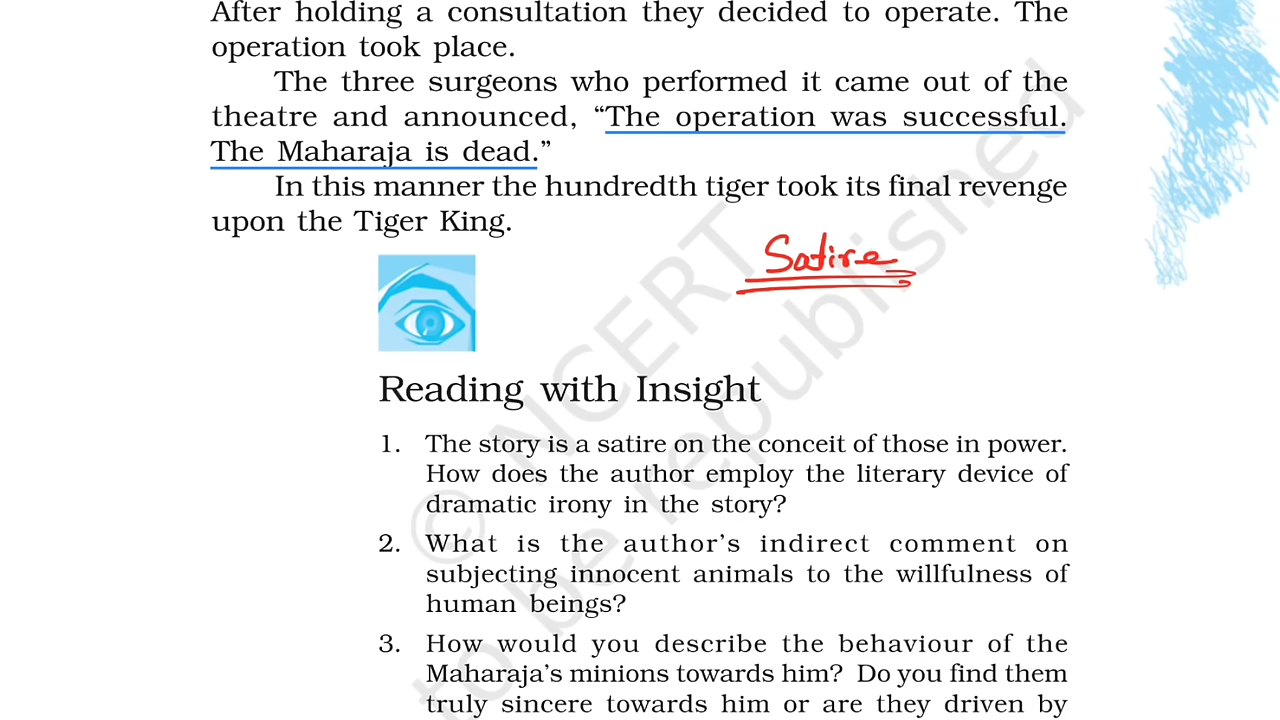 After holding a consultation they decided to operate. The
operation took place.
The three surgeons who performed it came out of the
theatre and announced, “The operation was successful.
The Maharaja is dead.”
In this manner the hundredth tiger took its final revenge
upon the Tiger King.
Satire
Reading with Insight
1. The story is a satire on the conceit of those in power.
How does the author employ the literary device of
dramatic irony in the story?
2. What is the author’s indirect comment on
subjecting innocent animals to the willfulness of
human beings?
3. How would you describe the behaviour of the
Maharaja’s minions towards him? Do you find them
truly sincere towards him or are they driven by
© NCERT
to be republished